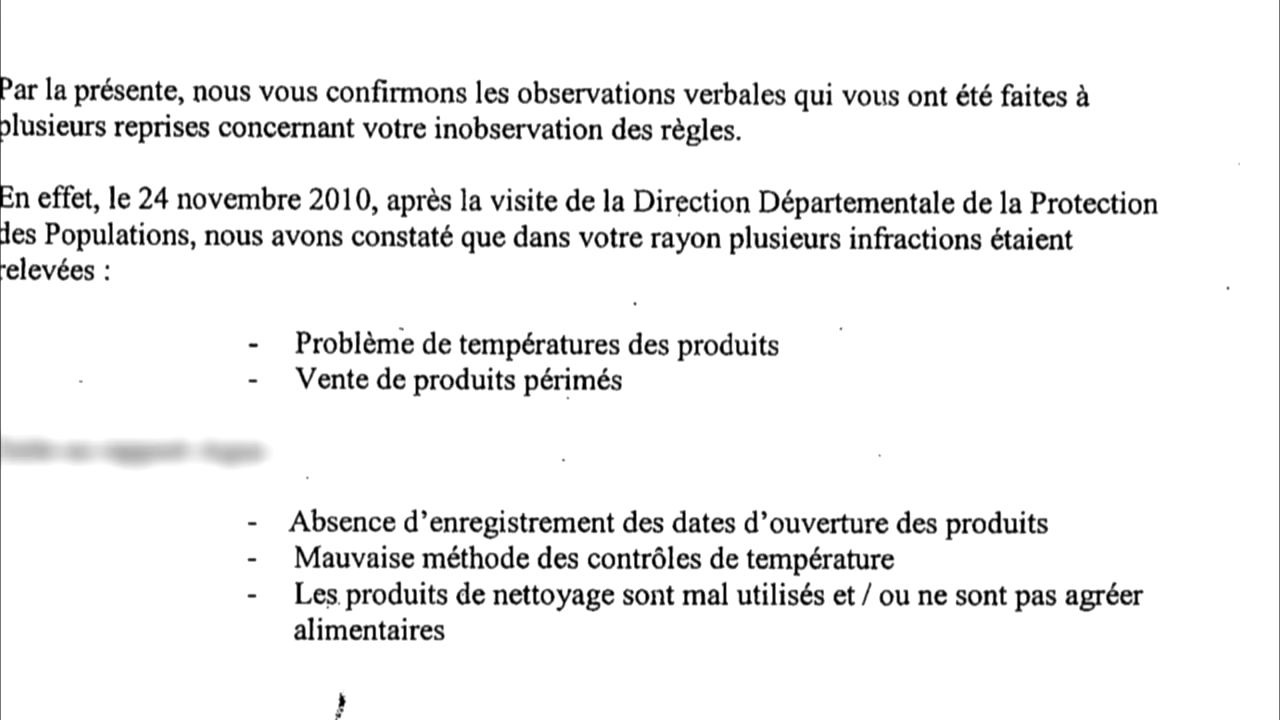 Par la présente, nous vous confirmons les observations verbales qui vous ont été faites à
plusieurs reprises concernant votre inobservation des règles.
En effet, le 24 novembre 2010, après la visite de la Direction Départementale de la Protection
des Populations, nous avons constaté que dans votre rayon plusieurs infractions étaient
relevées :
- Problème de températures des produits
- Vente de produits périmés
- Absence d’enregistrement des dates d’ouverture des produits
- Mauvaise méthode des contrôles de température
- Les produits de nettoyage sont mal utilisés et / ou ne sont pas agréer
alimentaires